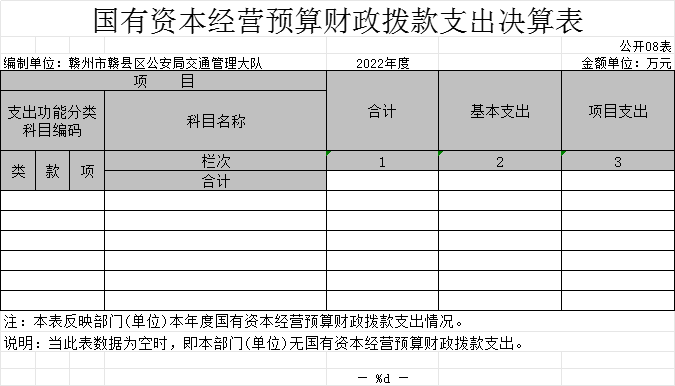 国有资本经营预算财政拨款支出决算表
公开08表
编制单位：赣州市赣县区公安局交通管理大队 2022年度 金额单位：万元
项 目 合计 基本支出 项目支出
支出功能分类科目编码 科目名称
类 款 项 栏次 1 2 3
合计
注：本表反映部门(单位)本年度国有资本经营预算财政拨款支出情况。
说明：当此表数据为空时，即本部门(单位)无国有资本经营预算财政拨款支出。
－ %d －